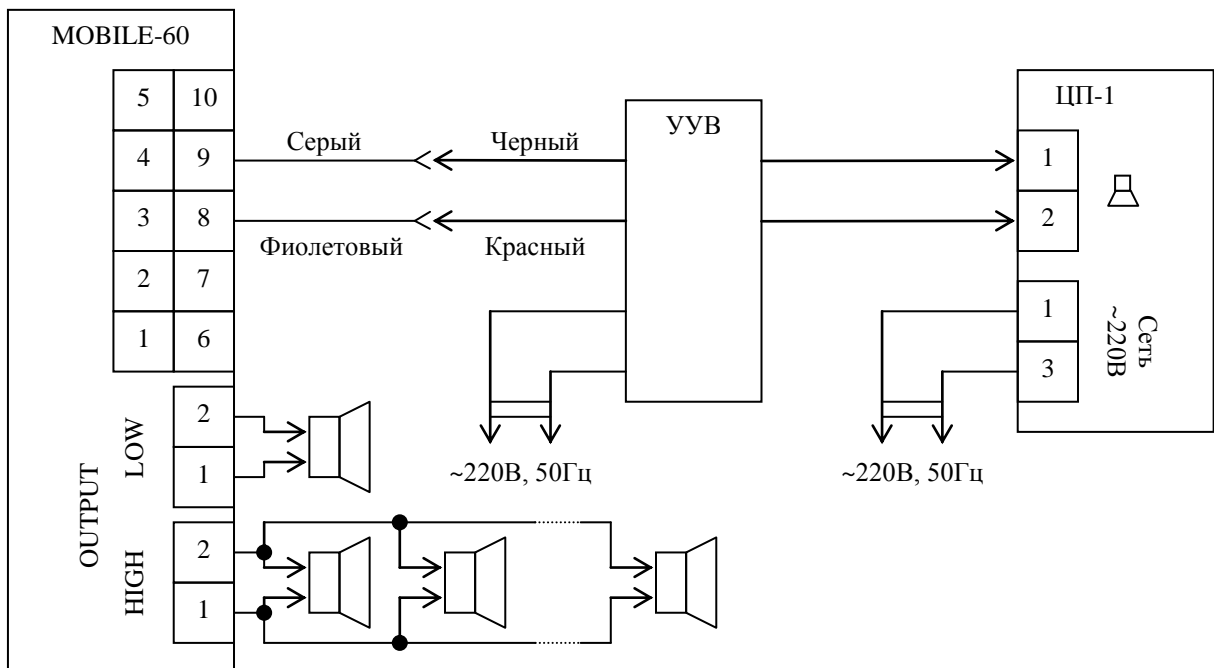 MOBILE-60
5 10
4 9
3 8
2 7
1 6
Серый
Черный
Фиолетовый
Красный
УУВ
ЦП-1
1
2
1
3
Сеть
~220В
~220В, 50Гц
~220В, 50Гц
OUTPUT
LOW
2
1
HIGH
2
1